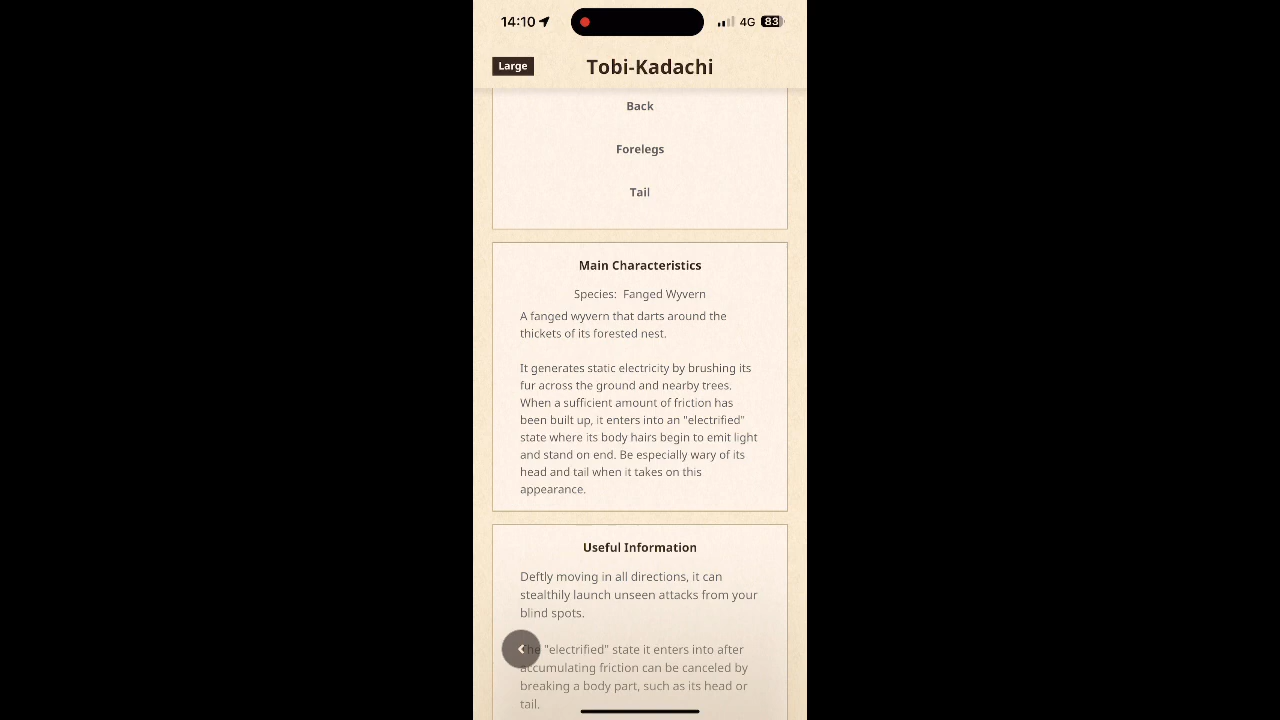 14:10
4G
83
Large
Tobi-Kadachi
Back
Forelegs
Tail
Main Characteristics
Species: Fanged Wyvern
A fanged wyvern that darts around the
thickets of its forested nest.
It generates static electricity by brushing its
fur across the ground and nearby trees.
When a sufficient amount of friction has
been built up, it enters into an "electrified"
state where its body hairs begin to emit light
and stand on end. Be especially wary of its
head and tail when it takes on this
appearance.
Useful Information
Deftly moving in all directions, it can
stealthily launch unseen attacks from your
blind spots.
The "electrified" state it enters into after
accumulating friction can be canceled by
breaking a body part, such as its head or
tail.